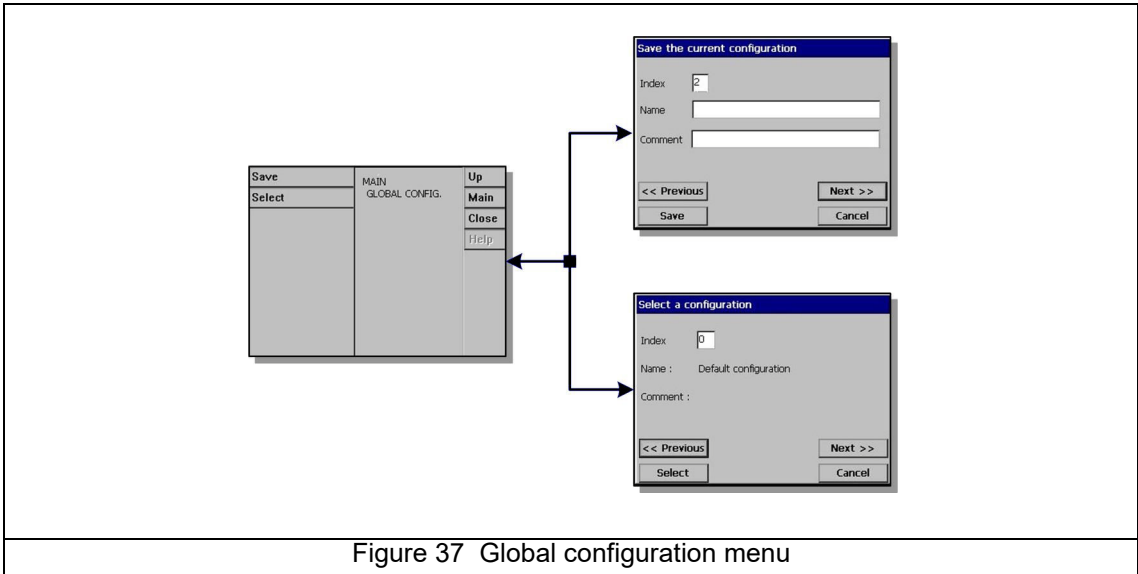 Save
Select
MAIN
GLOBAL CONFIG.
Up
Main
Close
Help
Save the current configuration
Index 2
Name
Comment
<< Previous Next >>
Save Cancel
Select a configuration
Index 0
Name : Default configuration
Comment :
<< Previous Next >>
Select Cancel
Figure 37 Global configuration menu